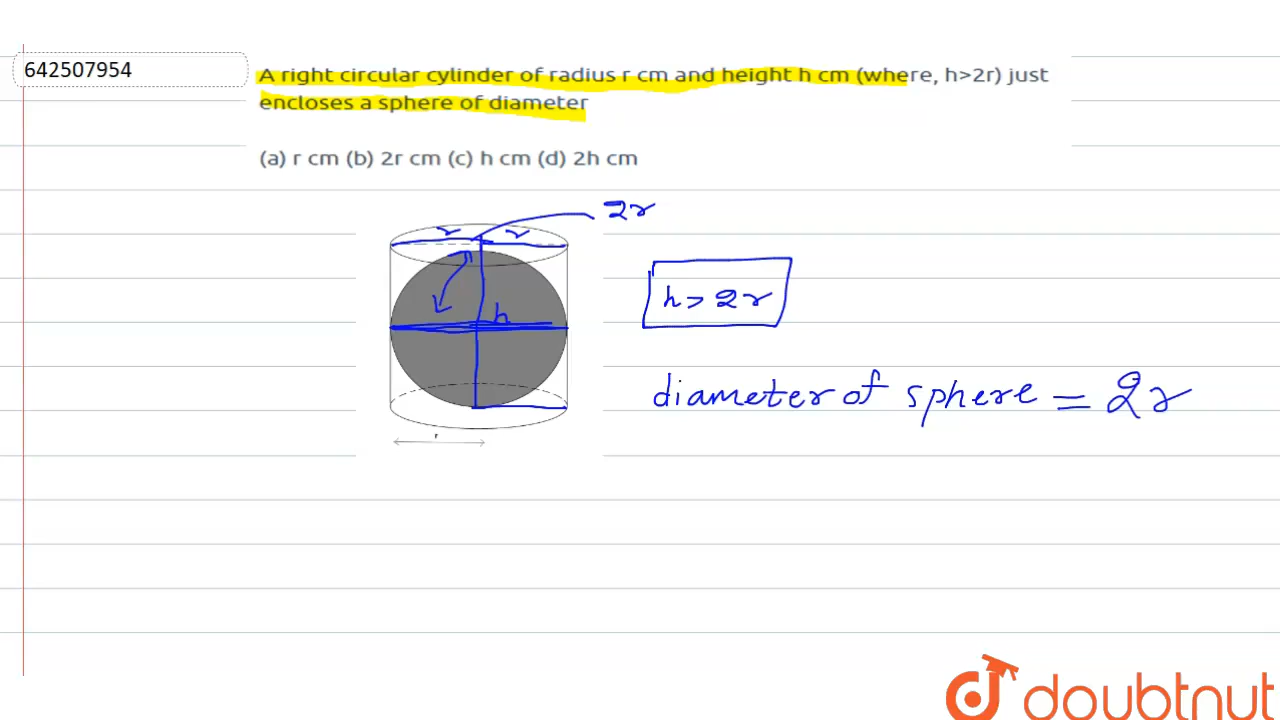 642507954
A right circular cylinder of radius r cm and height h cm (where, h>2r) just
encloses a sphere of diameter
(a) r cm (b) 2r cm (c) h cm (d) 2h cm
2r
r r
h
h > 2r
diameter of sphere = 2r
r
doubtnut